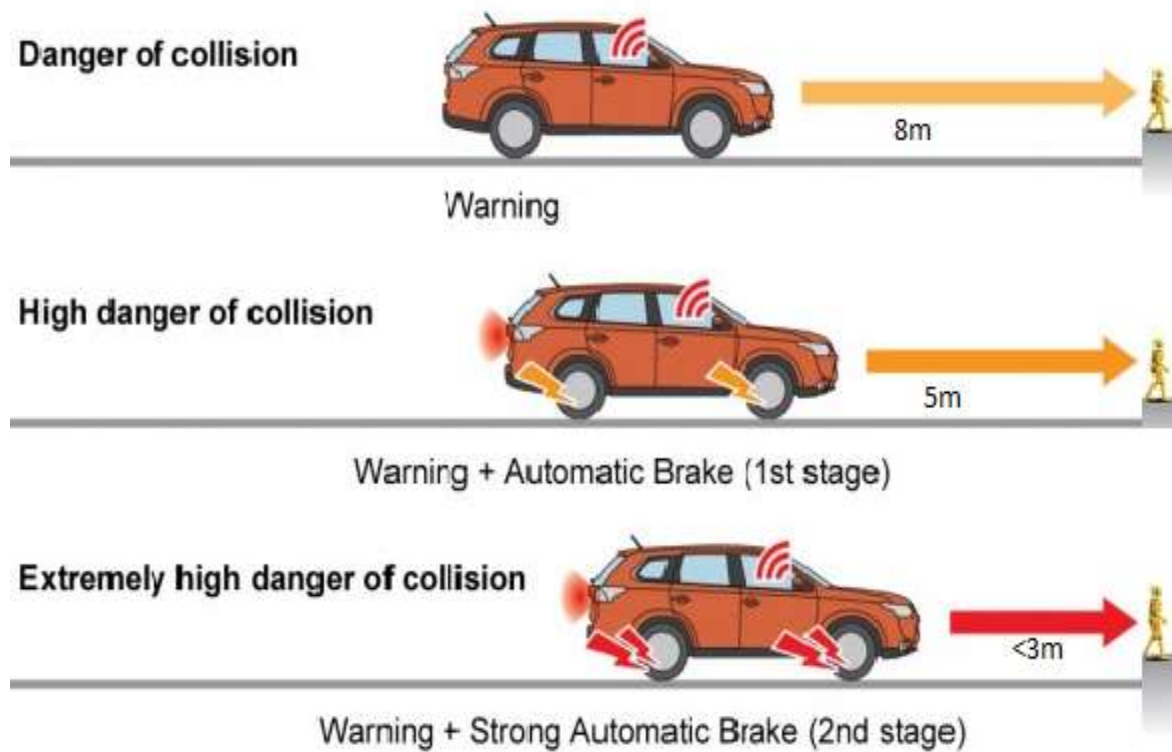 Danger of collision
8m
Warning
High danger of collision
5m
Warning + Automatic Brake (1st stage)
Extremely high danger of collision
<3m
Warning + Strong Automatic Brake (2nd stage)